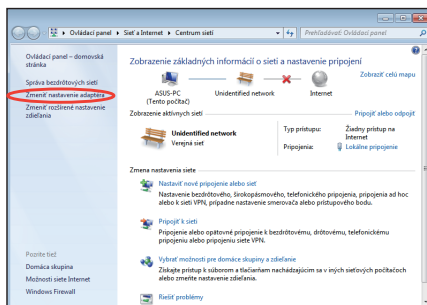 Ovládací panel ▸ Sieť a Internet ▸ Centrum sietí
Prehľadávať: Ovládací panel
Ovládací panel – domovská
stránka
Správa bezdrôtových sietí
Zmeniť nastavenie adaptéra
Zmeniť rozšírené nastavenie
zdieľania
Zobrazenie základných informácií o sieti a nastavenie pripojení
Zobraziť celú mapu
ASUS-PC
(Tento počítač)
Unidentified network
Internet
Zobrazenie aktívnych sietí
Pripojiť alebo odpojiť
Unidentified network
Verejná sieť
Typ prístupu:
Žiadny prístup na
Internet
Pripojenia:
Lokálne pripojenie
Zmena nastavenia siete
Nastaviť nové pripojenie alebo sieť
Nastavenie bezdrôtového, širokopásmového, telefonického pripojenia, pripojenia ad hoc
alebo k sieti VPN, prípadne nastavenie smerovača alebo prístupového bodu.
Pripojiť k sieti
Pripojenie alebo opätovné pripojenie k bezdrôtovému, drôtovému, telefonickému
pripojeniu alebo pripojeniu siete VPN.
Vybrať možnosti pre domáce skupiny a zdieľanie
Získajte prístup k súborom a tlačiarňam nachádzajúcim sa v iných sieťových počítačoch
alebo zmeňte nastavenie zdieľania.
Riešiť problémy
Pozrite tiež
Domáca skupina
Možnosti siete Internet
Windows Firewall